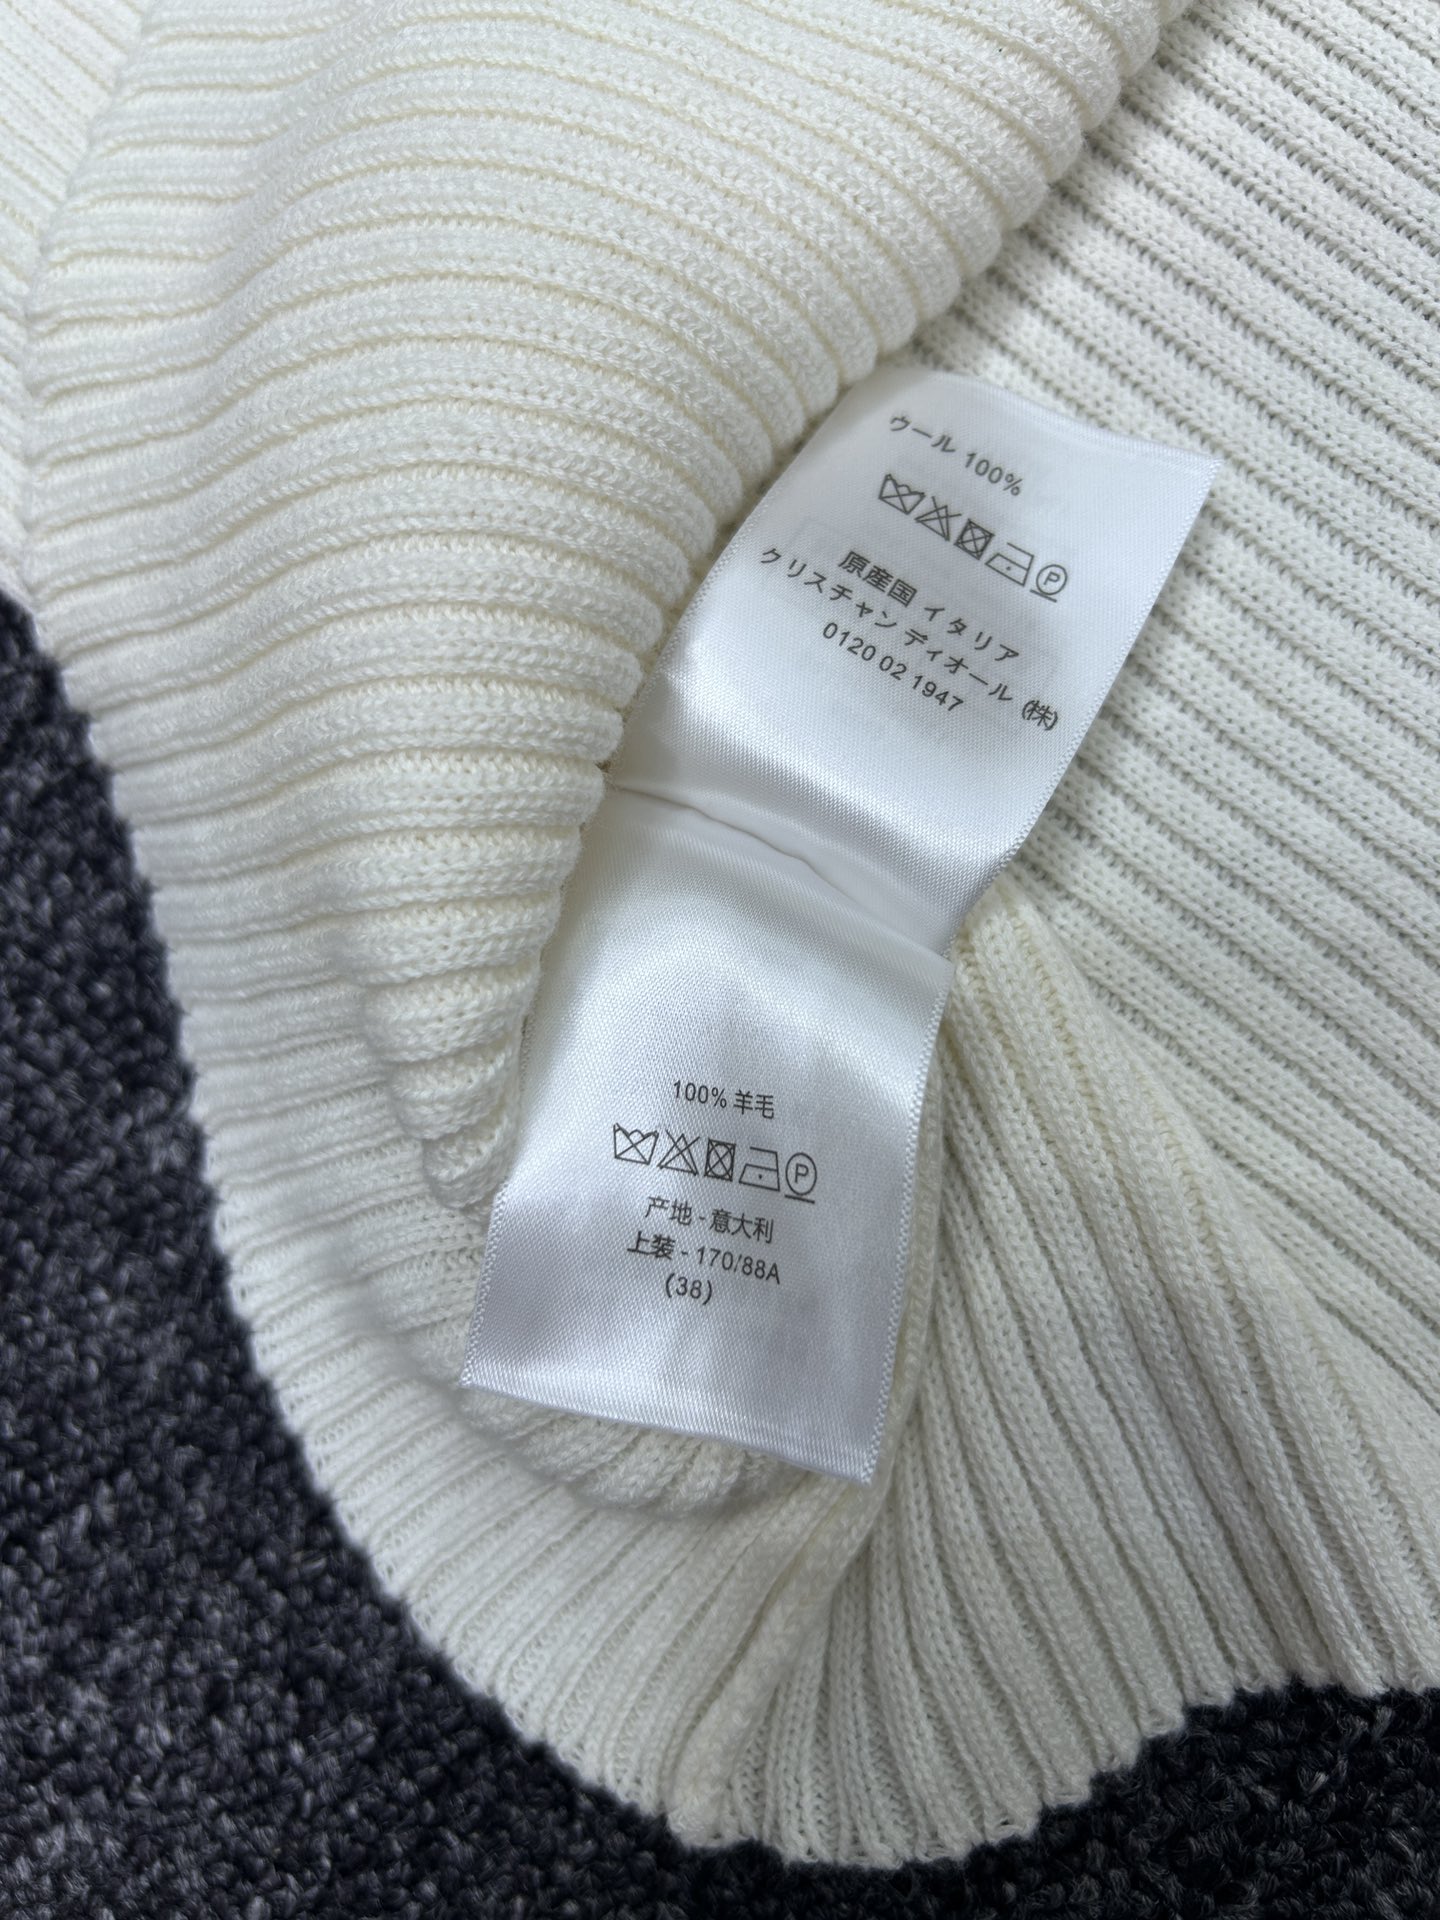 ウール 100%
P
原産国 イタリア
クリスチャン ディオール (株)
0120 02 1947
100% 羊毛
P
产地 - 意大利
上装 - 170/88A
(38)